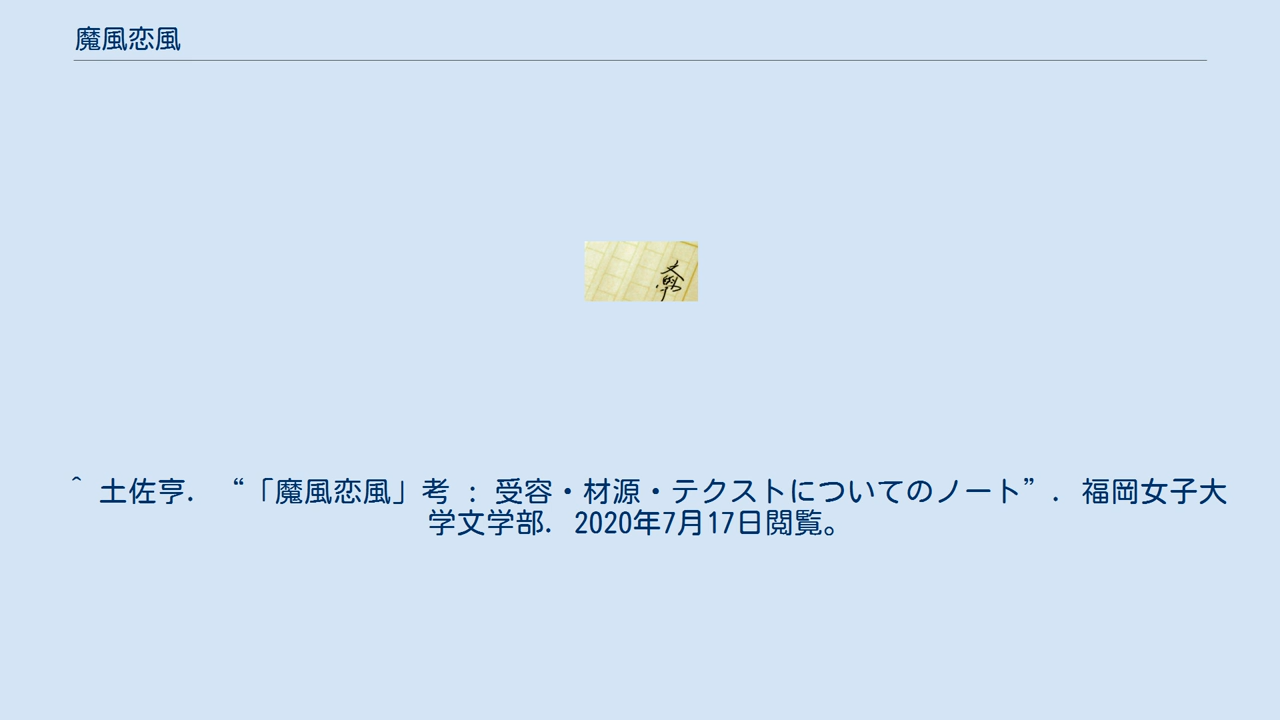 魔風恋風
^ 土佐亨. “「魔風恋風」考 : 受容・材源・テクストについてのノート”. 福岡女子大
学文学部. 2020年7月17日閲覧。